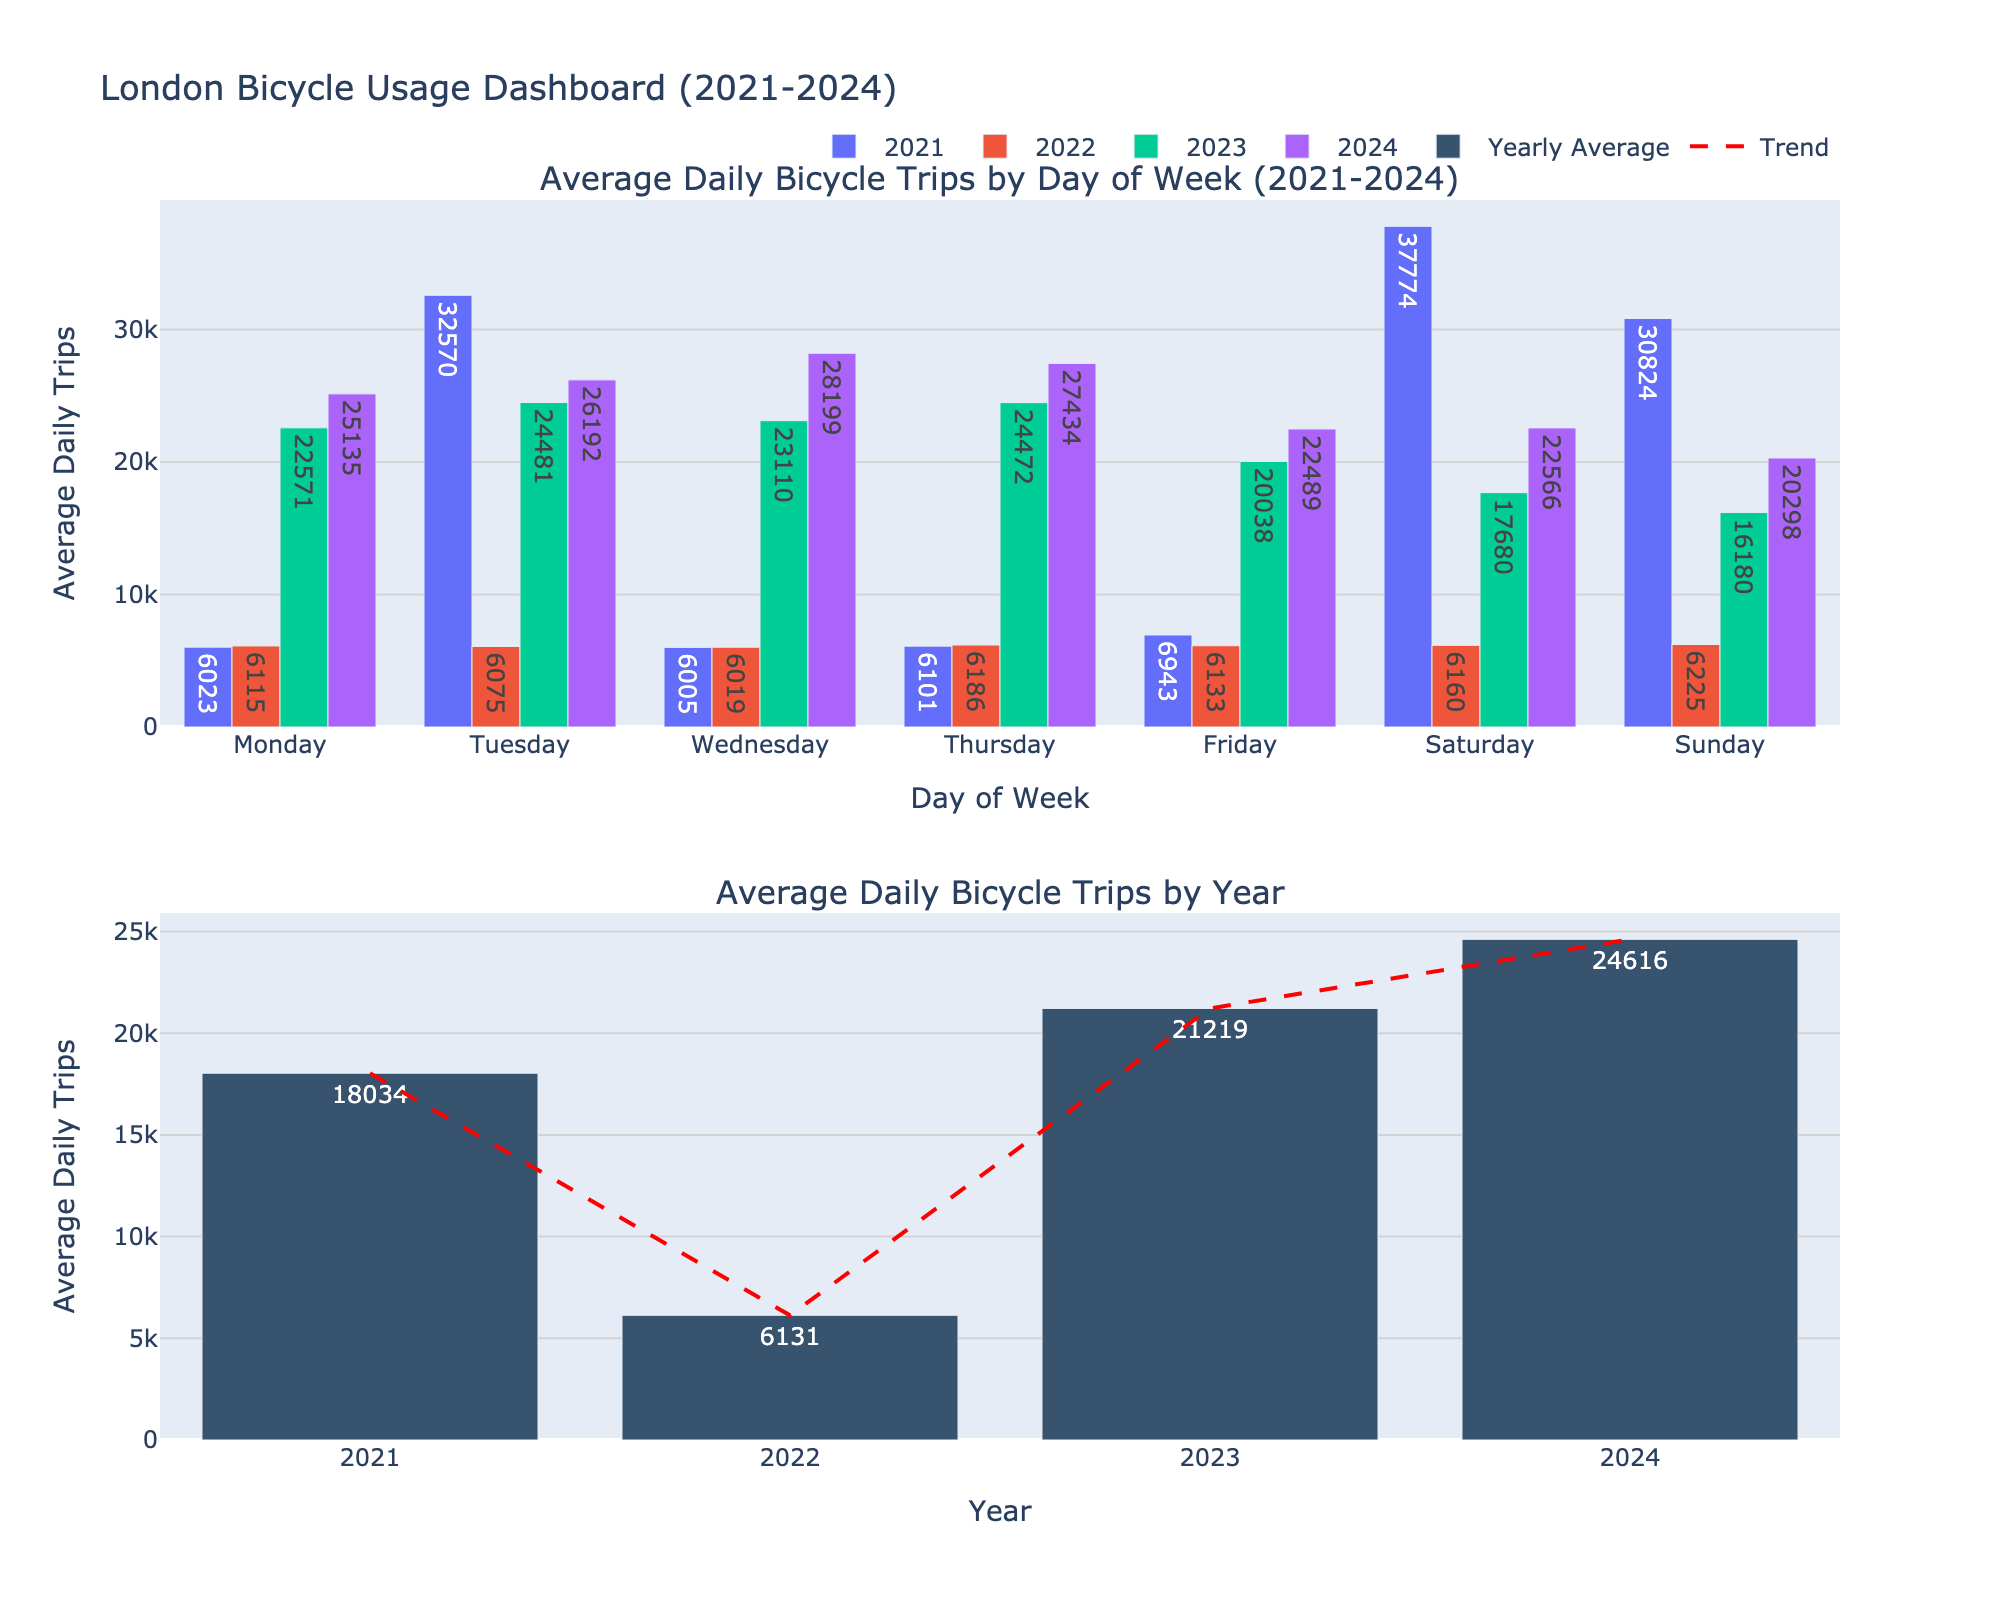 London Bicycle Usage Dashboard (2021-2024)
2021 2022 2023 2024 Yearly Average Trend
Average Daily Bicycle Trips by Day of Week (2021-2024)
Average Daily Trips
30k
20k
10k
0
6023 6115 22571 25135
32570 6075 24481 26192
6005 6019 23110 28199
6101 6186 24472 27434
6943 6133 20038 22489
37774 6160 17680 22566
30824 6225 16180 20298
Monday Tuesday Wednesday Thursday Friday Saturday Sunday
Day of Week
Average Daily Bicycle Trips by Year
Average Daily Trips
25k
20k
15k
10k
5k
0
18034 6131 21219 24616
2021 2022 2023 2024
Year